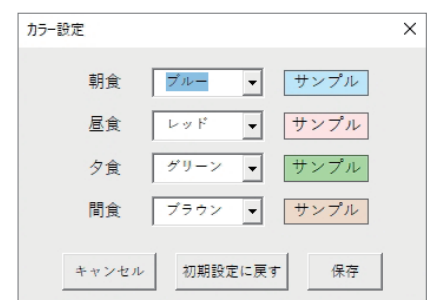 カラー設定
朝食 ブルー サンプル
昼食 レッド サンプル
夕食 グリーン サンプル
間食 ブラウン サンプル
キャンセル 初期設定に戻す 保存